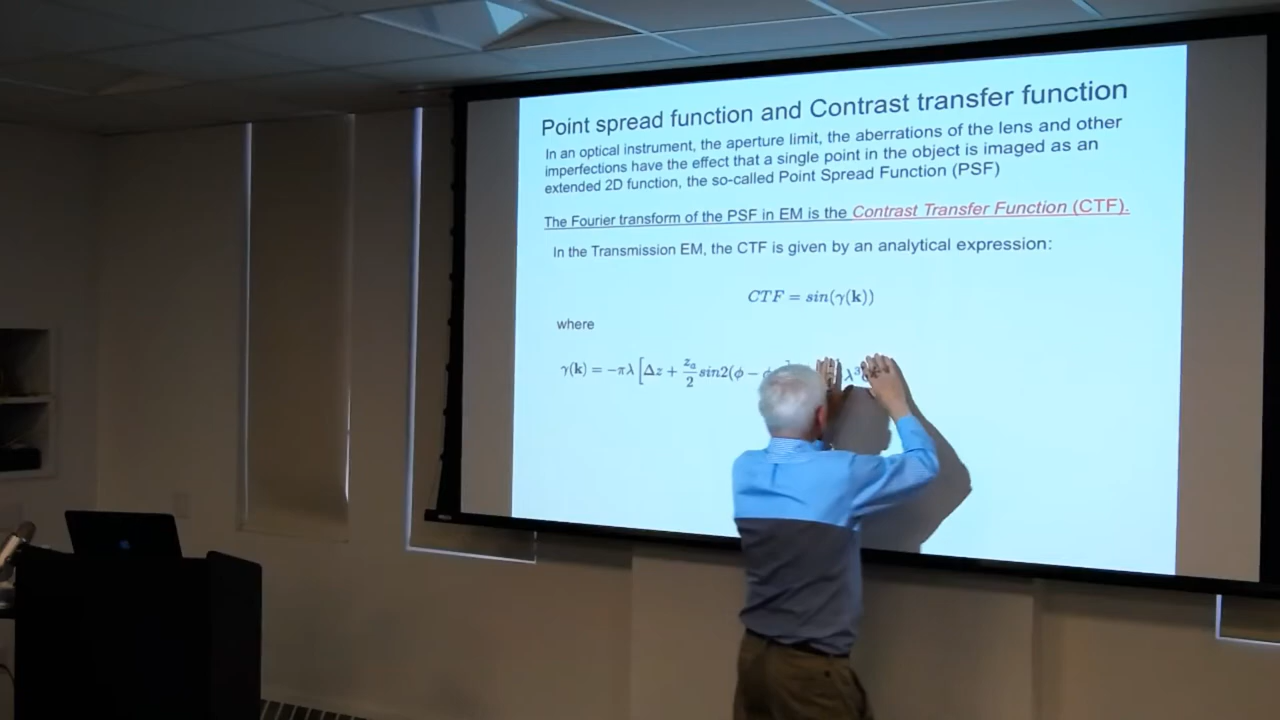 Point spread function and Contrast transfer function
In an optical instrument, the aperture limit, the aberrations of the lens and other
imperfections have the effect that a single point in the object is imaged as an
extended 2D function, the so-called Point Spread Function (PSF)
The Fourier transform of the PSF in EM is the Contrast Transfer Function (CTF).
In the Transmission EM, the CTF is given by an analytical expression:
CTF = sin(γ(k))
where
γ(k) = −πλ [Δz + zₐ/2 sin2(ϕ − λ³